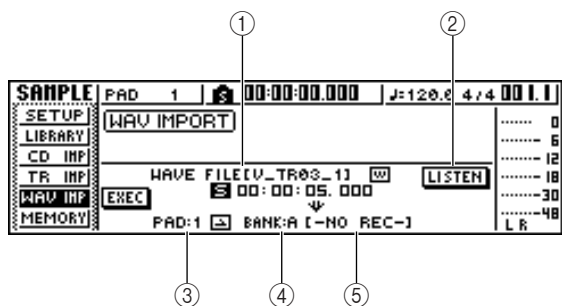 ① ②
SAMPLE PAD 1 S 00:00:00.000 ♩=120.0 4/4 001.1
SETUP WAV IMPORT
LIBRARY
CD IMP
TR IMP
WAV IMP
MEMORY
WAVE FILE[V_TR03_1] W LISTEN
EXEC S 00:00:05.000
PAD:1 BANK:A [-NO REC-]
0
6
12
18
30
48
L R
③ ④ ⑤